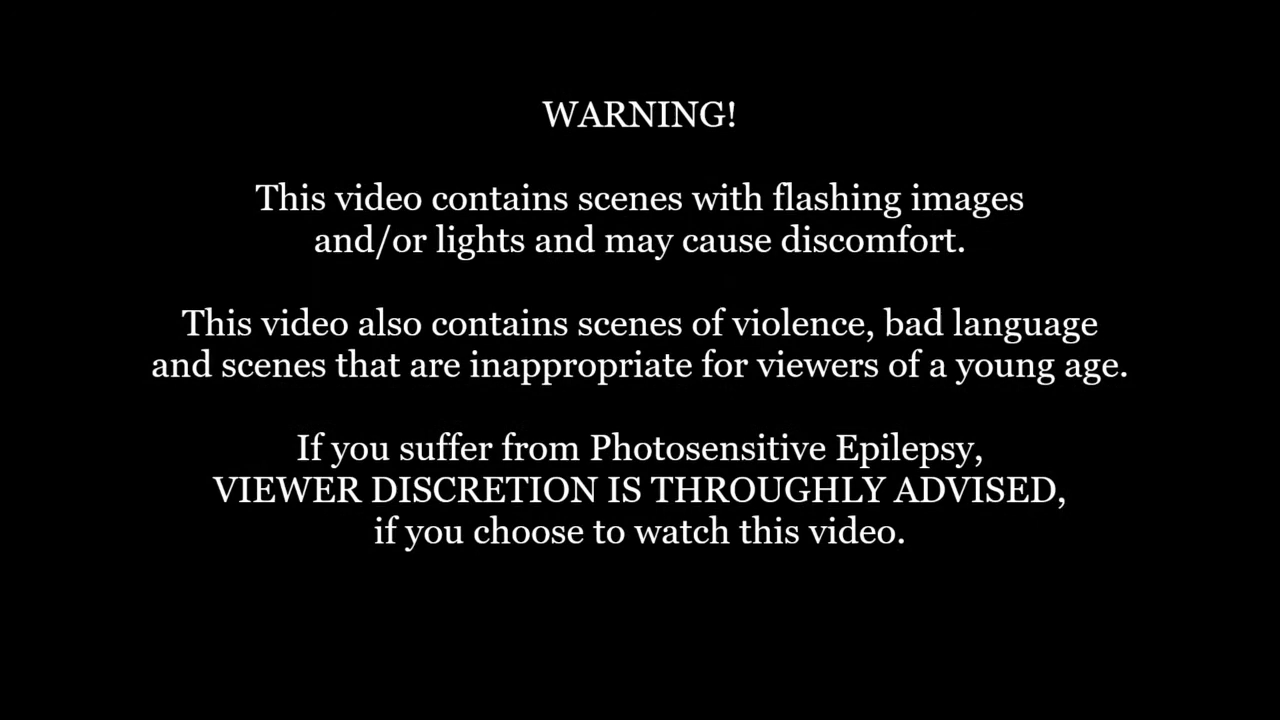 WARNING!
This video contains scenes with flashing images
and/or lights and may cause discomfort.
This video also contains scenes of violence, bad language
and scenes that are inappropriate for viewers of a young age.
If you suffer from Photosensitive Epilepsy,
VIEWER DISCRETION IS THROUGHLY ADVISED,
if you choose to watch this video.